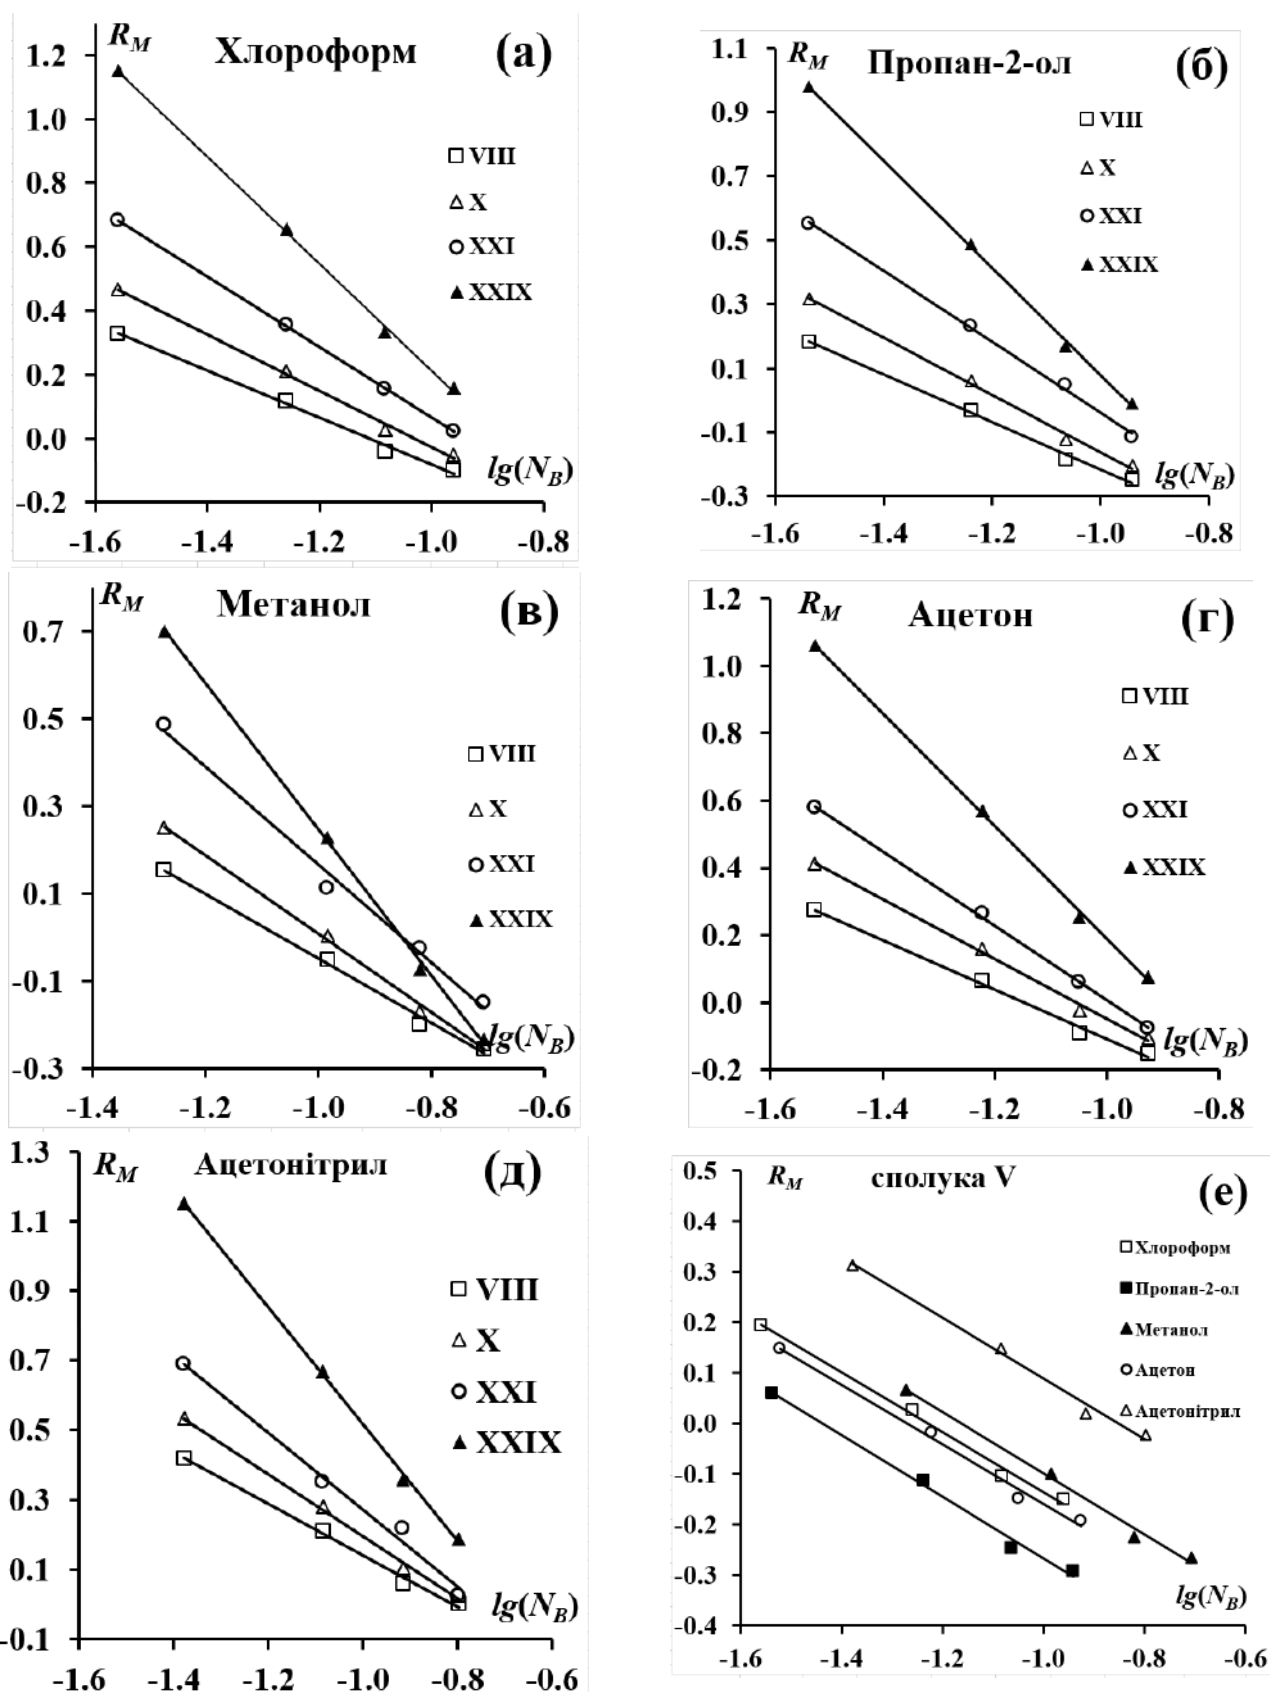 R_M Хлороформ (а)
1.2
1.0
0.8
0.6
0.4
0.2
0.0
-0.2
VIII
X
XXI
XXIX
lg(N_B)
-1.6 -1.4 -1.2 -1.0 -0.8
R_M Пропан-2-ол (б)
1.1
0.9
0.7
0.5
0.3
0.1
-0.1
-0.3
VIII
X
XXI
XXIX
lg(N_B)
-1.6 -1.4 -1.2 -1.0 -0.8
R_M Метанол (в)
0.7
0.5
0.3
0.1
-0.1
-0.3
VIII
X
XXI
XXIX
lg(N_B)
-1.4 -1.2 -1.0 -0.8 -0.6
R_M Ацетон (г)
1.2
1.0
0.8
0.6
0.4
0.2
0.0
-0.2
VIII
X
XXI
XXIX
lg(N_B)
-1.6 -1.4 -1.2 -1.0 -0.8
R_M Ацетонітрил (д)
1.3
1.1
0.9
0.7
0.5
0.3
0.1
-0.1
VIII
X
XXI
XXIX
lg(N_B)
-1.6 -1.4 -1.2 -1.0 -0.8 -0.6
R_M сполука V (е)
0.5
0.4
0.3
0.2
0.1
0.0
-0.1
-0.2
-0.3
-0.4
Хлороформ
Пропан-2-ол
Метанол
Ацетон
Ацетонітрил
lg(N_B)
-1.6 -1.4 -1.2 -1.0 -0.8 -0.6